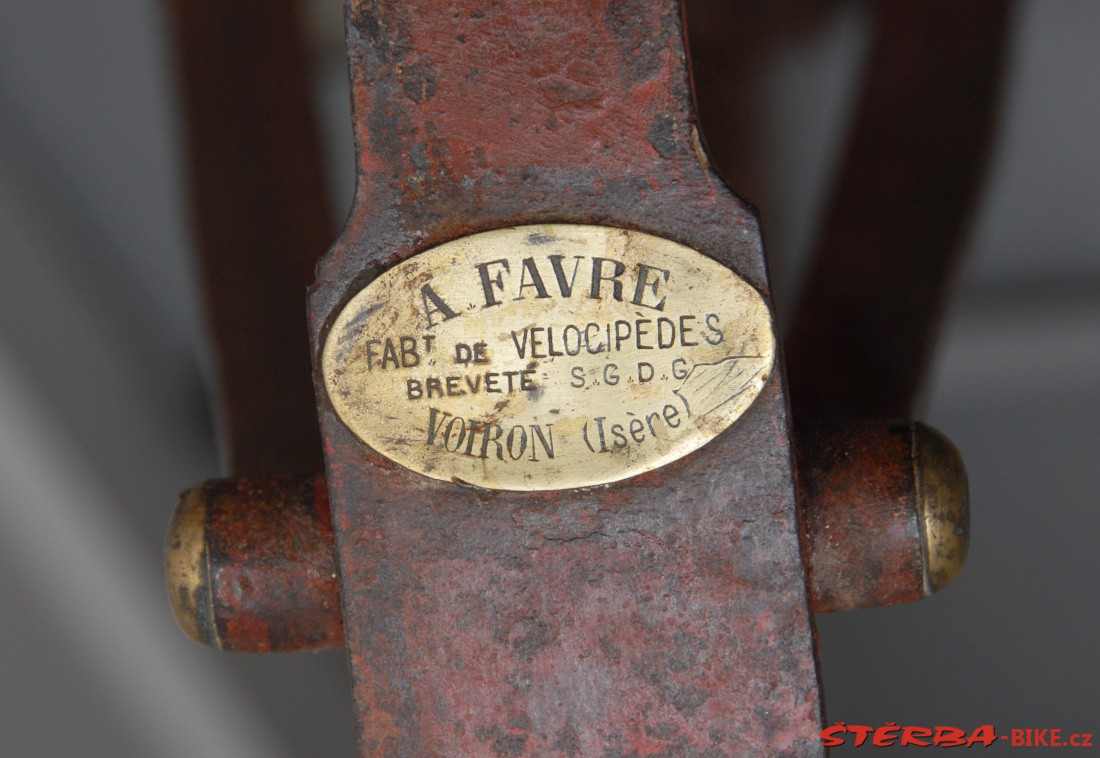 A. FAVRE
FABT DE VELOCIPÈDES
BREVETÉ S.G.D.G
VOIRON (Isère)
ŠTĚRBA-BIKE.cz